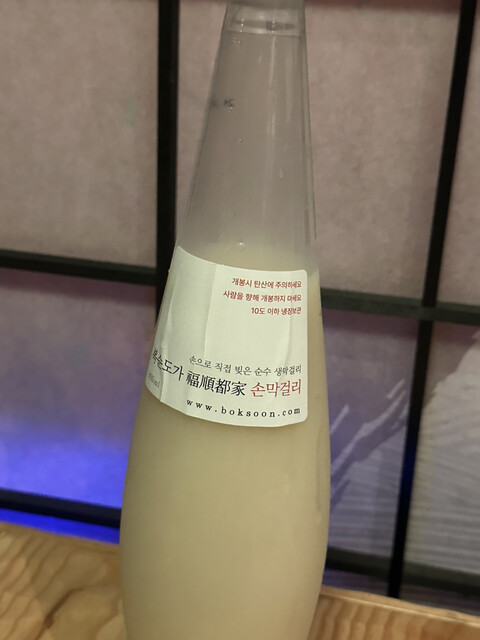 개봉시 탄산에 주의하세요
사람을 향해 개봉하지 마세요
10도 이하 냉장보관
손으로 직접 빚은 순수 생막걸리
복순도가 福順都家 손막걸리
www.boksoon.com